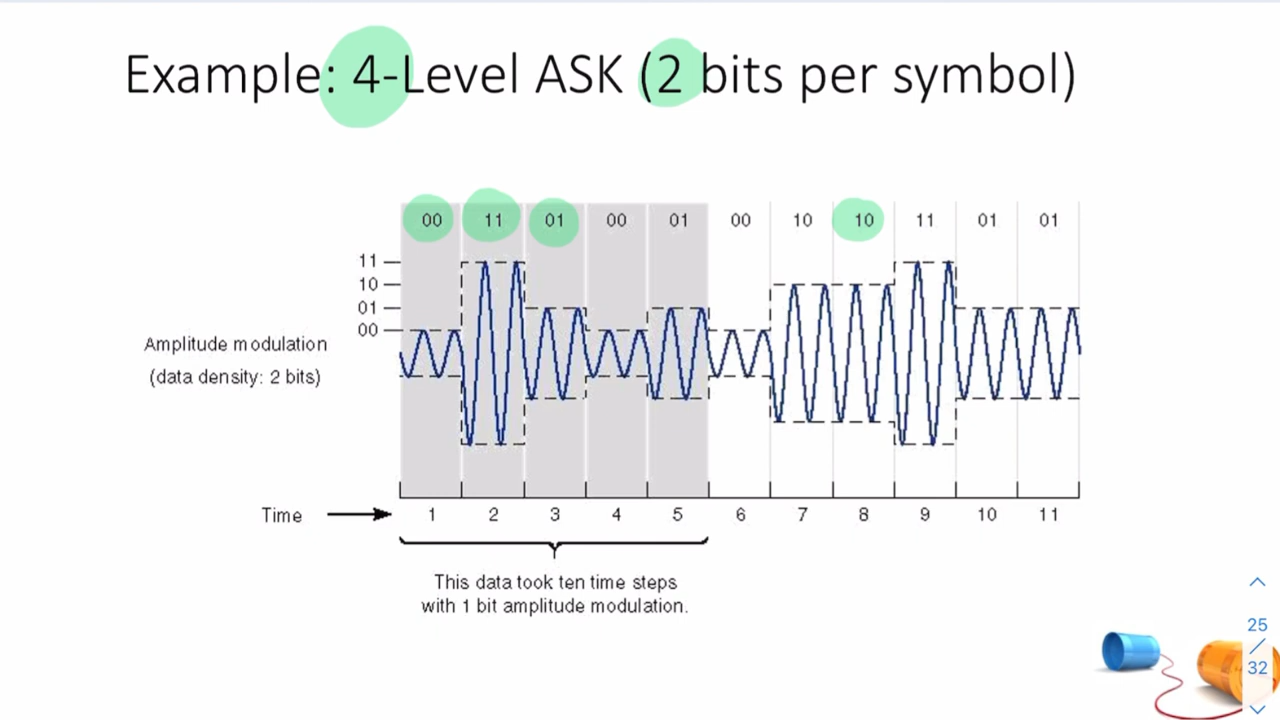 Example: 4-Level ASK (2 bits per symbol)
00 11 01 00 01 00 10 10 11 01 01
11
10
01
00
Amplitude modulation
(data density: 2 bits)
Time 1 2 3 4 5 6 7 8 9 10 11
This data took ten time steps
with 1 bit amplitude modulation.
25
/
32